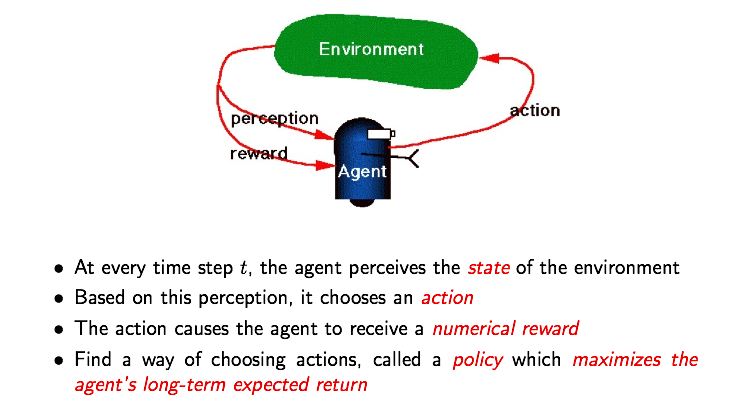 Environment
perception
action
reward
Agent
• At every time step t, the agent perceives the state of the environment
• Based on this perception, it chooses an action
• The action causes the agent to receive a numerical reward
• Find a way of choosing actions, called a policy which maximizes the
agent's long-term expected return